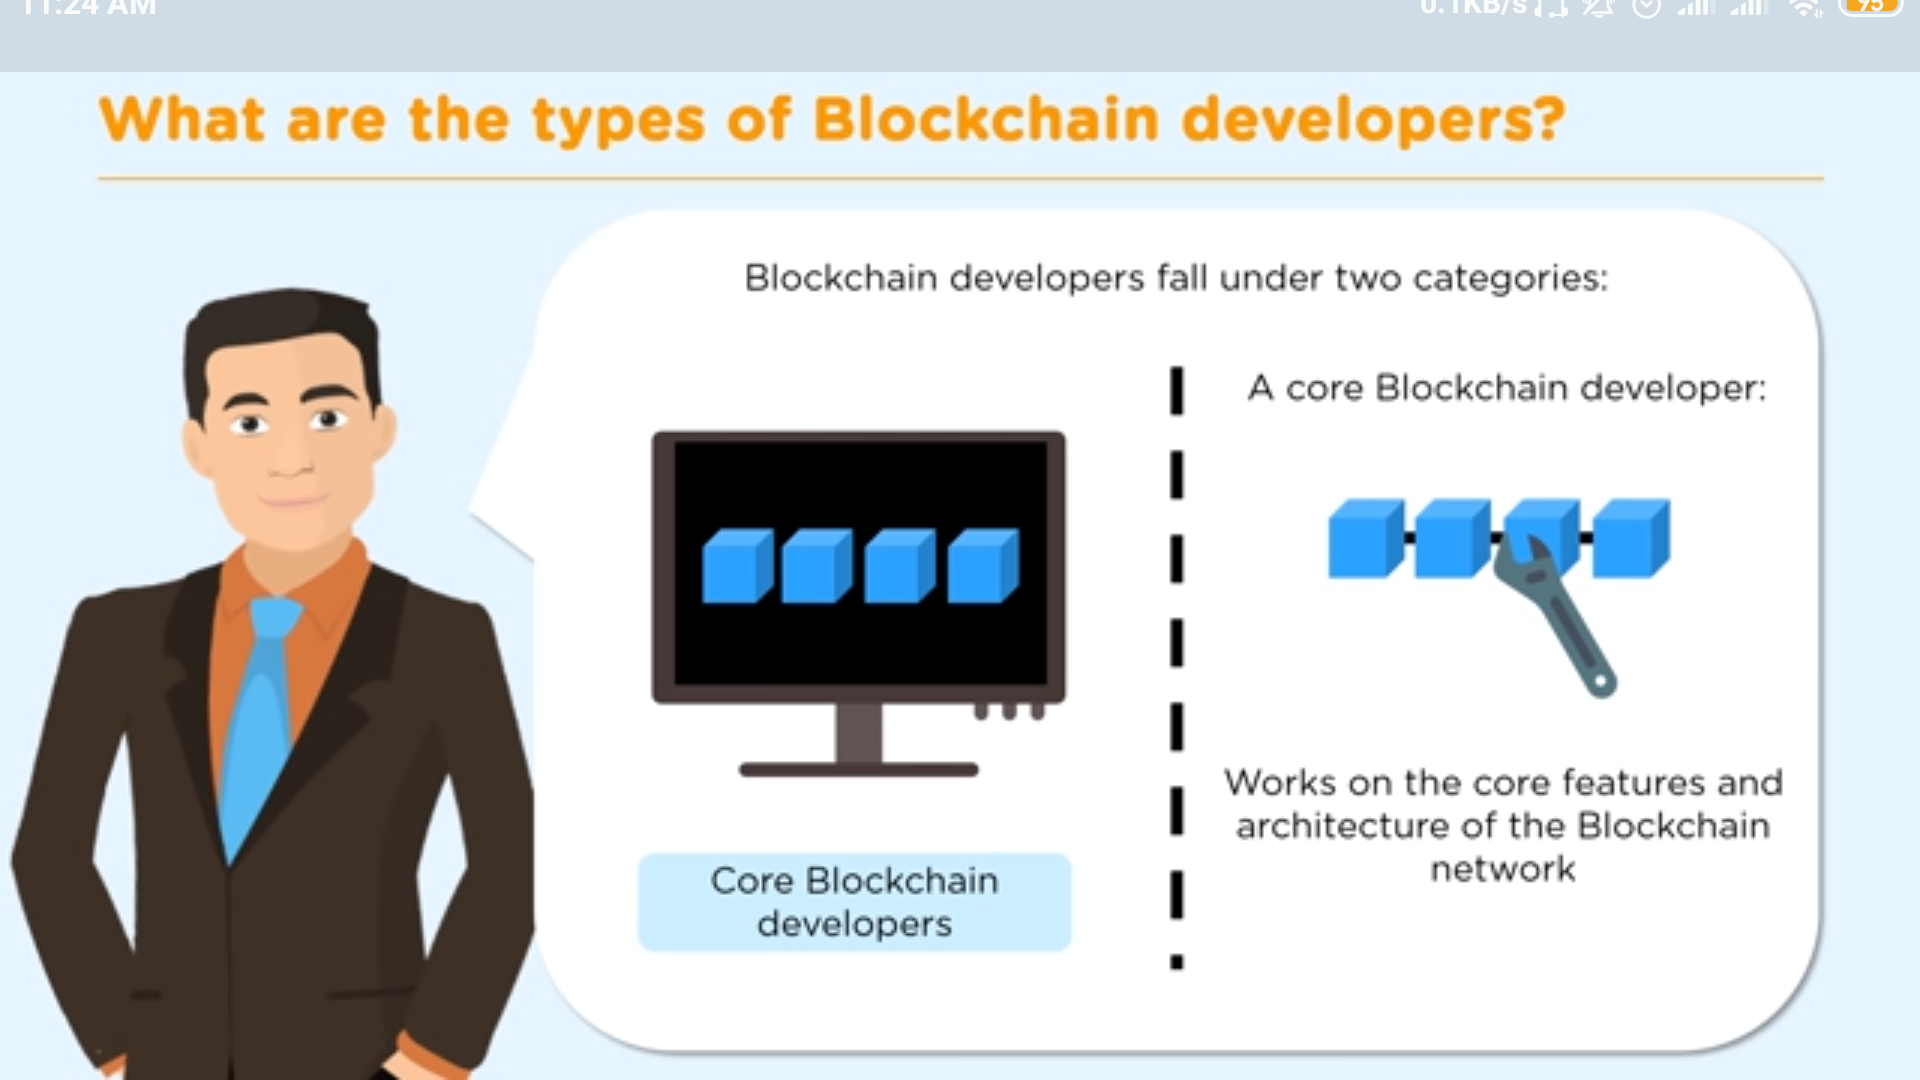 11:24 AM
0.1KB/s
95
What are the types of Blockchain developers?
Blockchain developers fall under two categories:
A core Blockchain developer:
Works on the core features and
architecture of the Blockchain
network
Core Blockchain
developers